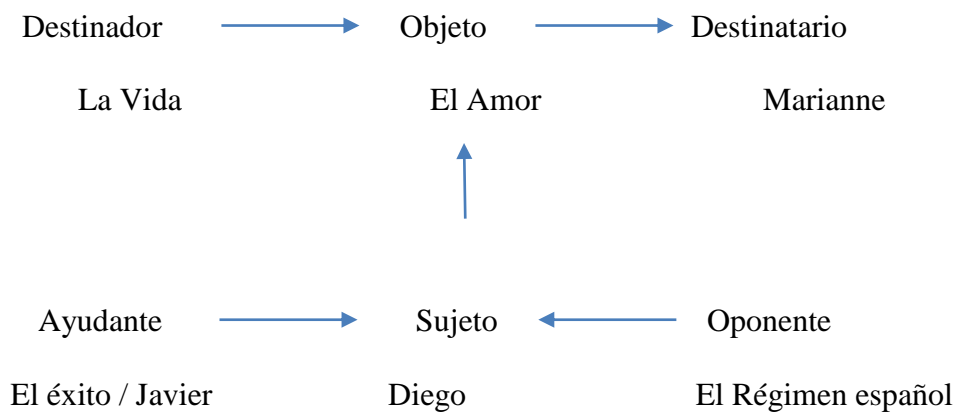 Destinador Objeto Destinatario
La Vida El Amor Marianne
Ayudante Sujeto Oponente
El éxito / Javier Diego El Régimen español